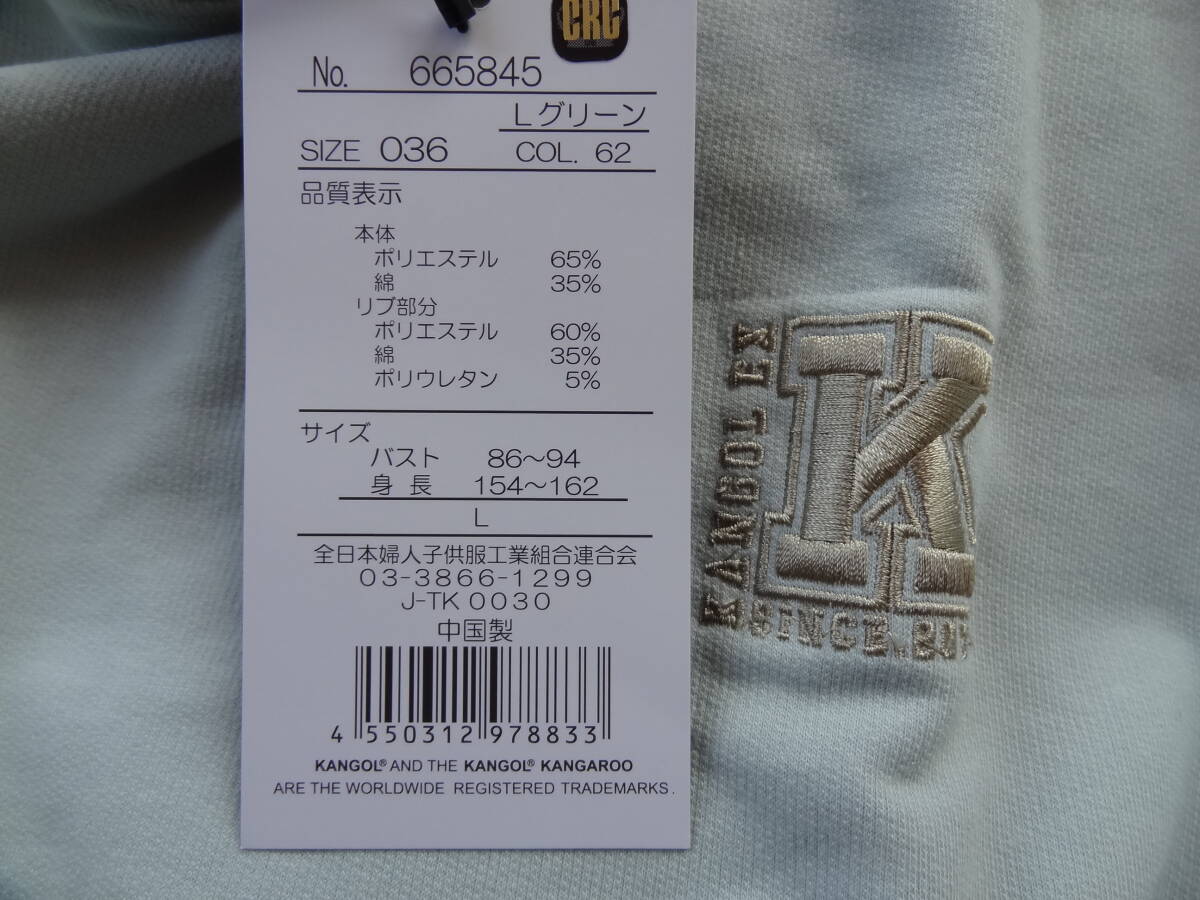 CRC
No. 665845
Lグリーン
SIZE 036 COL. 62
品質表示
本体
ポリエステル 65%
綿 35%
リブ部分
ポリエステル 60%
綿 35%
ポリウレタン 5%
サイズ
バスト 86～94
身長 154～162
L
全日本婦人子供服工業組合連合会
03-3866-1299
J-TK 0030
中国製
4 550312 978833
KANGOL® AND THE KANGOL® KANGAROO
ARE THE WORLDWIDE REGISTERED TRADEMARKS.
KANGOL EX
K
SINCE.